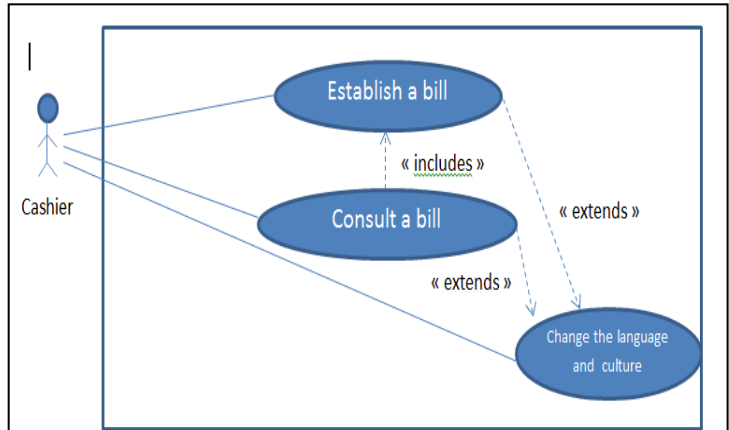 Establish a bill
« includes »
Cashier
Consult a bill
« extends »
« extends »
Change the language
and culture